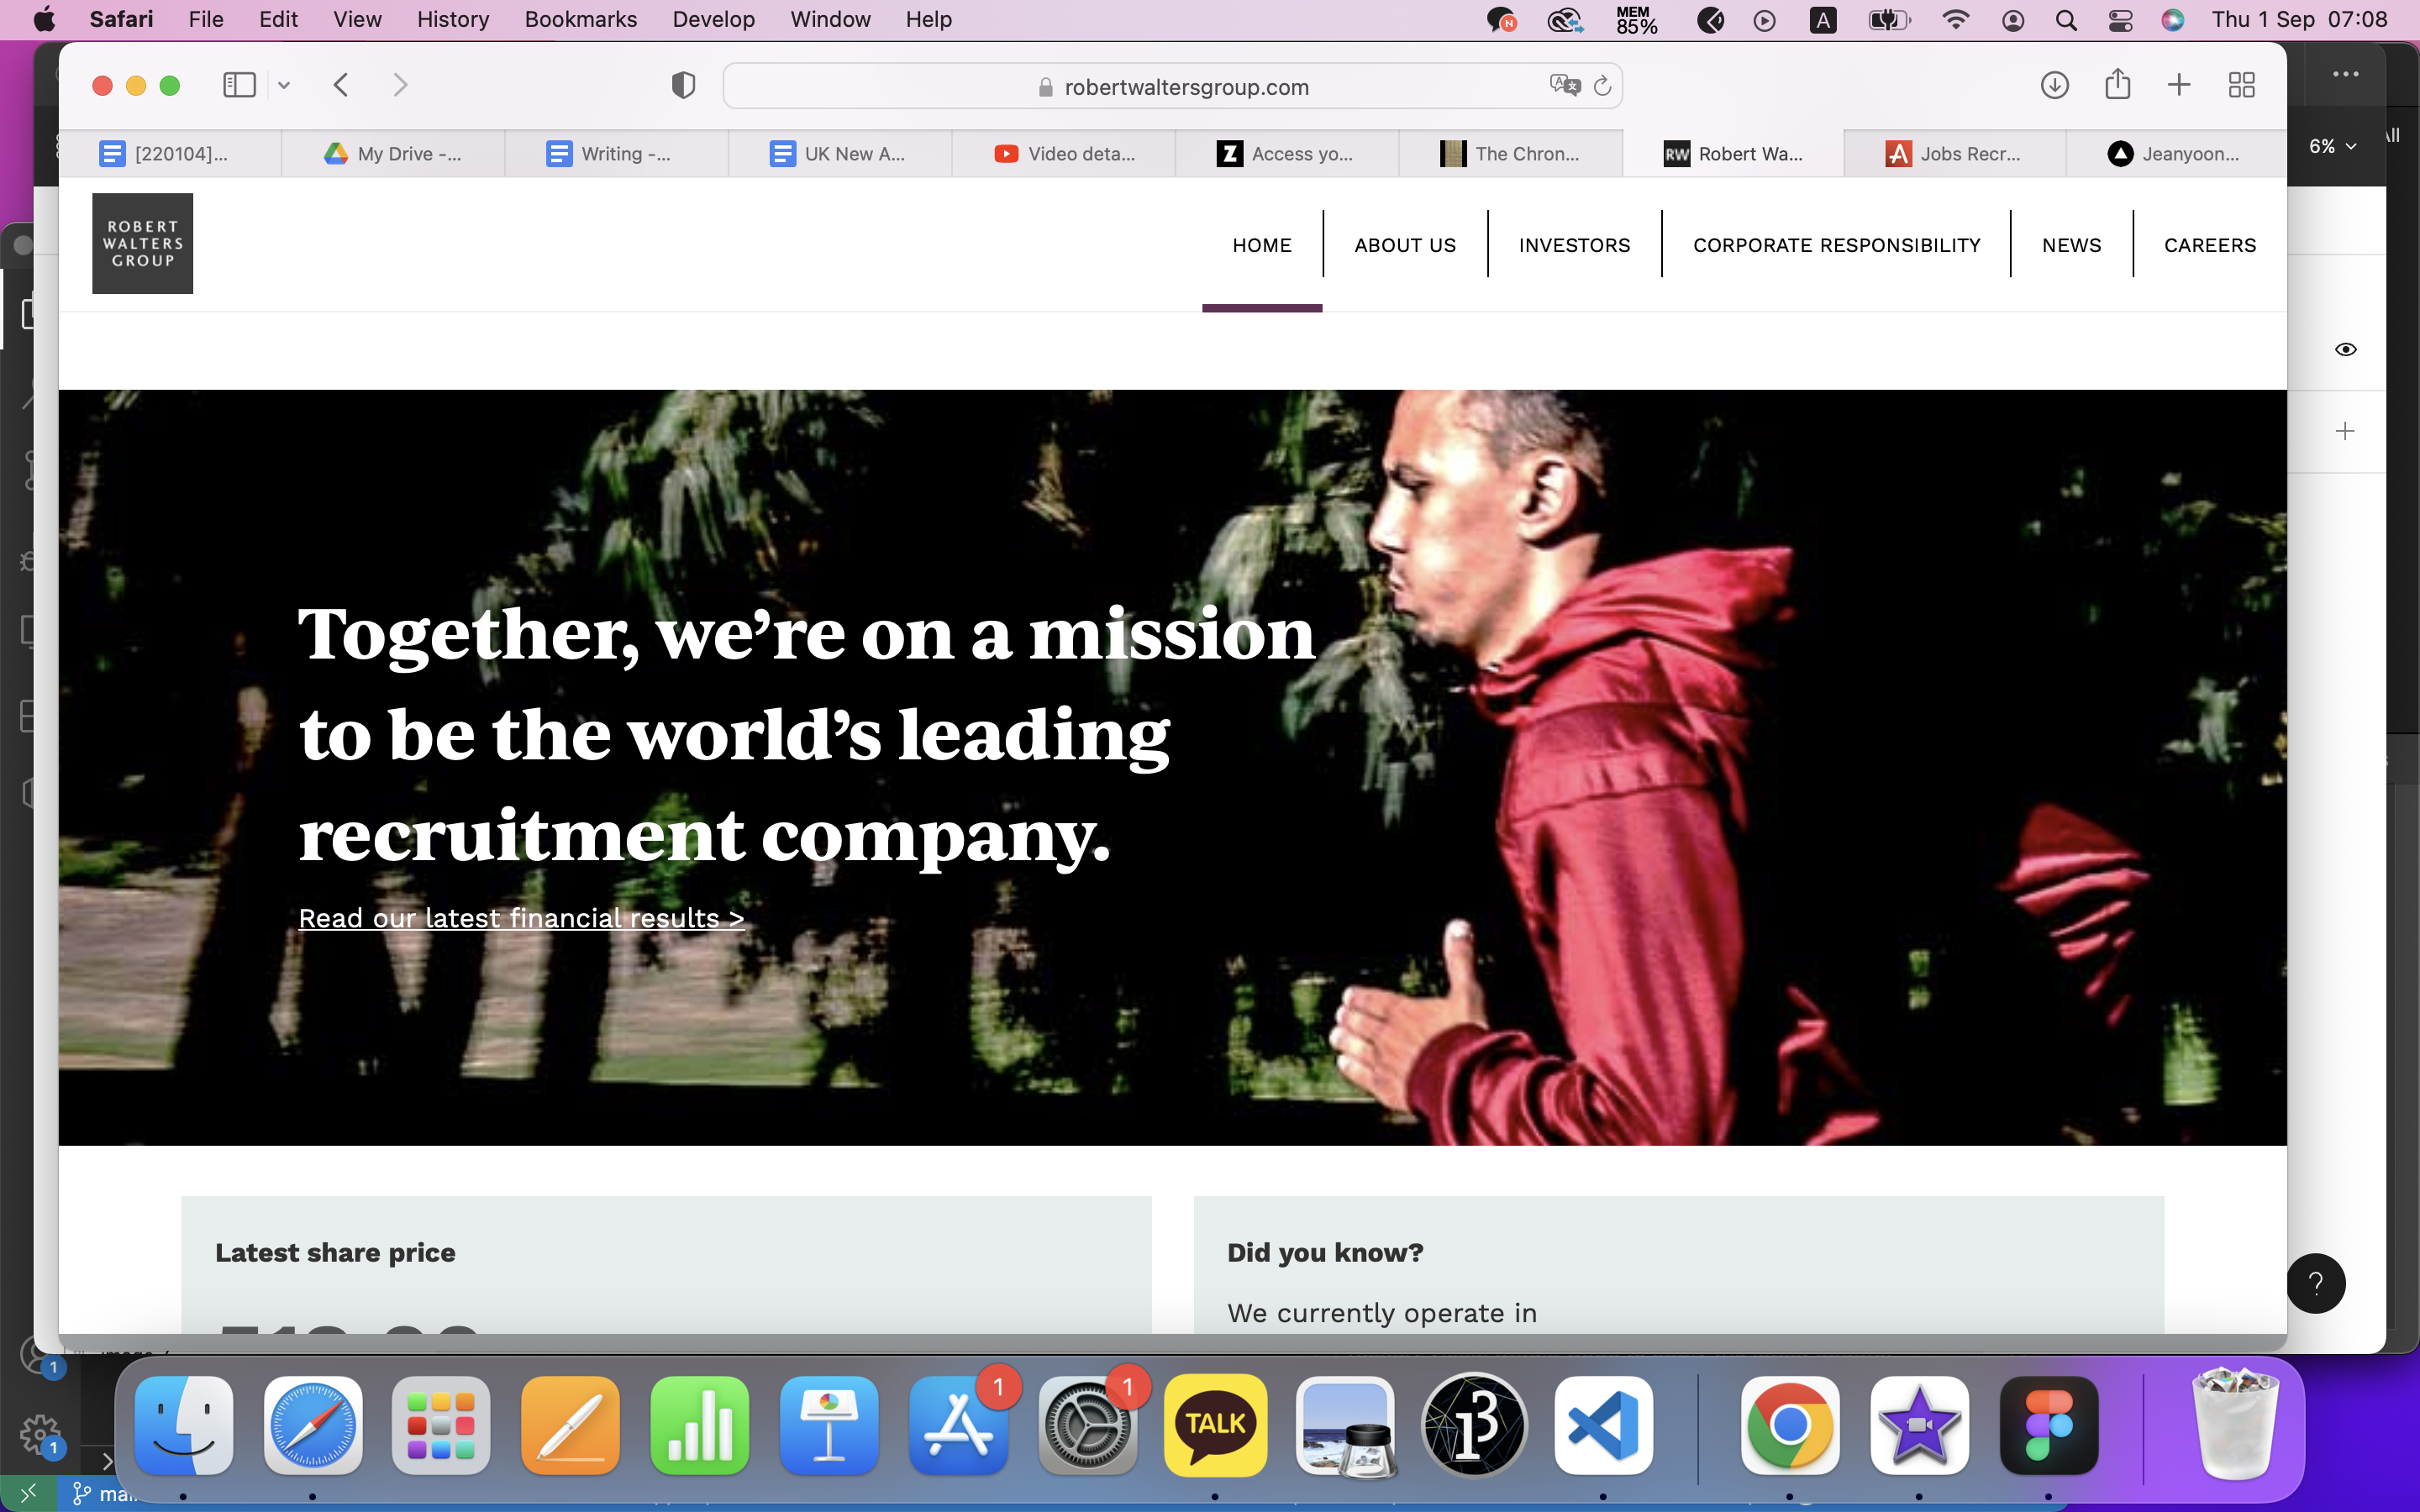 Safari File Edit View History Bookmarks Develop Window Help MEM 85% A Thu 1 Sep 07:08
robertwaltersgroup.com
[220104]... My Drive -... Writing -... UK New A... Video deta... Z Access yo... The Chron... RW Robert Wa... A Jobs Recr... Jeanyoon... 6%
ROBERT
WALTERS
GROUP
HOME ABOUT US INVESTORS CORPORATE RESPONSIBILITY NEWS CAREERS
Together, we're on a mission
to be the world's leading
recruitment company.
Read our latest financial results >
Latest share price
Did you know?
We currently operate in
?
1
1 1
TALK
1